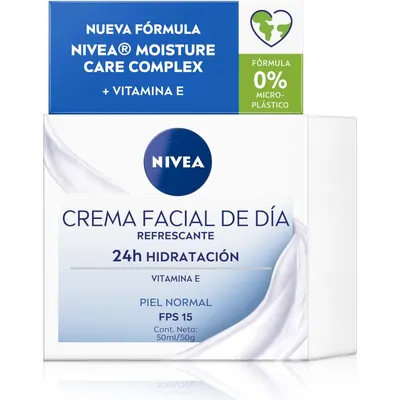 NUEVA FÓRMULA
NIVEA® MOISTURE
CARE COMPLEX
+ VITAMINA E
FÓRMULA
0%
MICRO-
PLÁSTICO
NIVEA
CREMA FACIAL DE DÍA
REFRESCANTE
24h HIDRATACIÓN
VITAMINA E
PIEL NORMAL
FPS 15
Cont. Neto:
50ml/50g